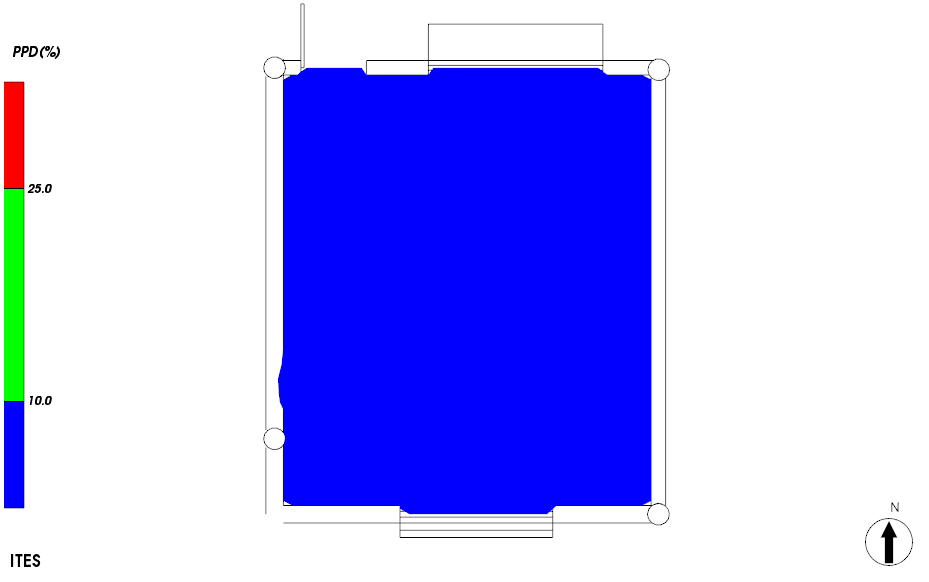 PPD(%)
25.0
10.0
N
ITES